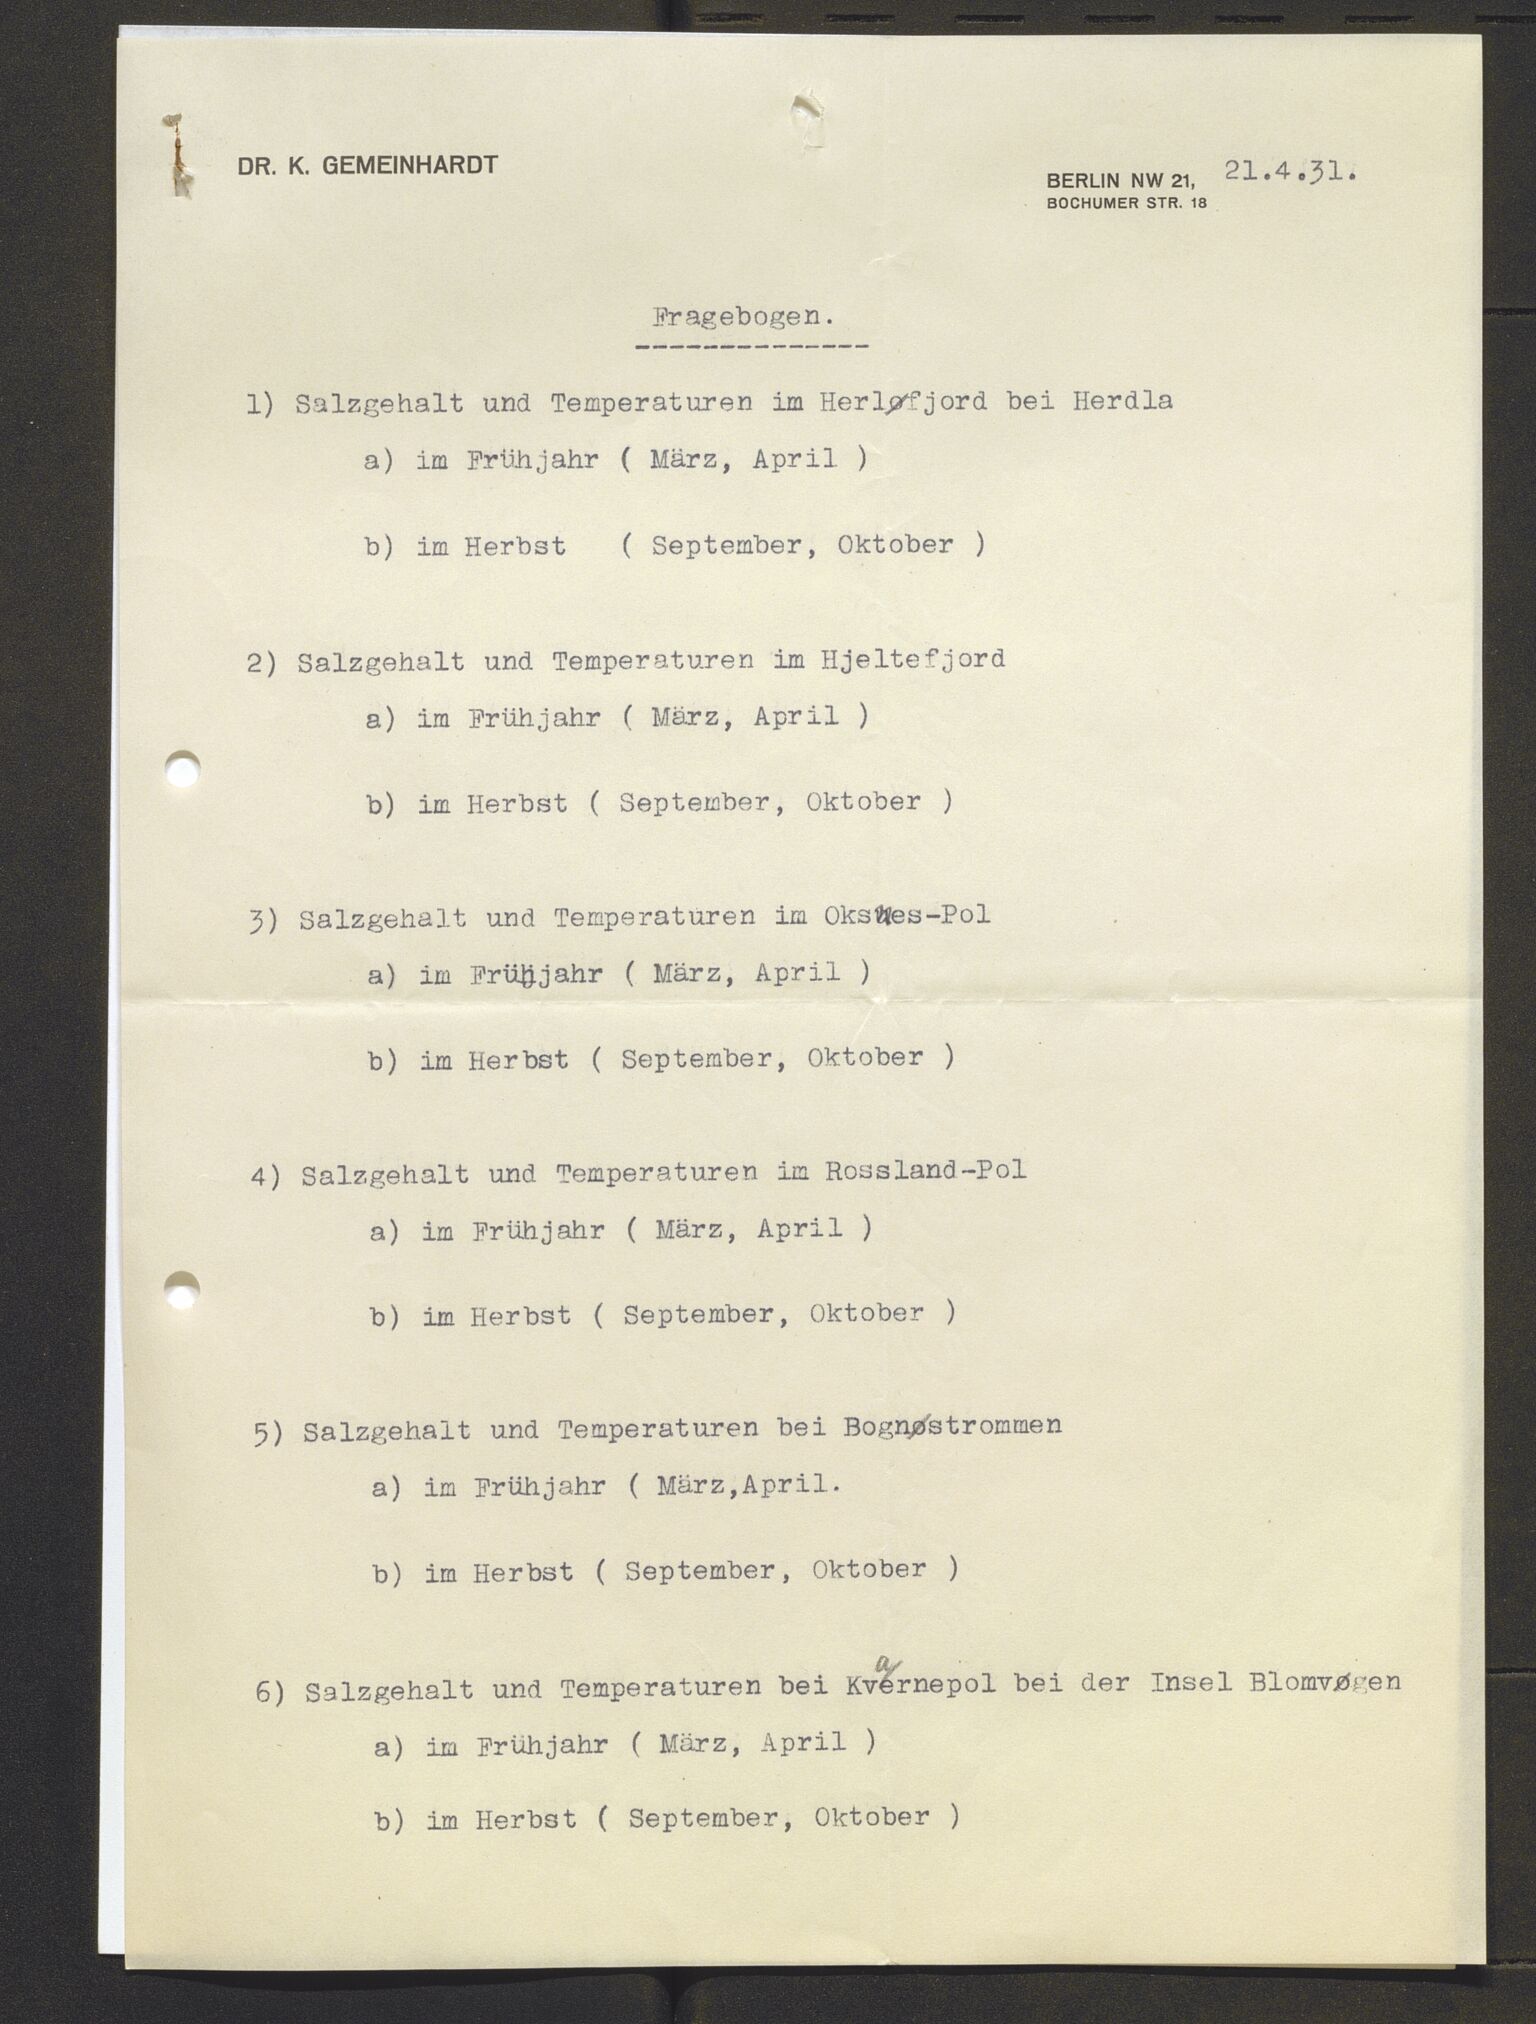 DR. K. GEMEINHARDT
BERLIN NW 21, 21.4.31.
BOCHUMER STR. 18
Fragebogen.
1) Salzgehalt und Temperaturen im Herløfjord bei Herdla
a) im Frühjahr ( März, April )
b) im Herbst ( September, Oktober )
2) Salzgehalt und Temperaturen im Hjeltefjord
a) im Frühjahr ( März, April )
b) im Herbst ( September, Oktober )
3) Salzgehalt und Temperaturen im Oksnes-Pol
a) im Frühjahr ( März, April )
b) im Herbst ( September, Oktober )
4) Salzgehalt und Temperaturen im Rossland-Pol
a) im Frühjahr ( März, April )
b) im Herbst ( September, Oktober )
5) Salzgehalt und Temperaturen bei Bognøstrommen
a) im Frühjahr ( März,April.
b) im Herbst ( September, Oktober )
6) Salzgehalt und Temperaturen bei Kvaernepol bei der Insel Blomvøgen
a) im Frühjahr ( März, April )
b) im Herbst ( September, Oktober )